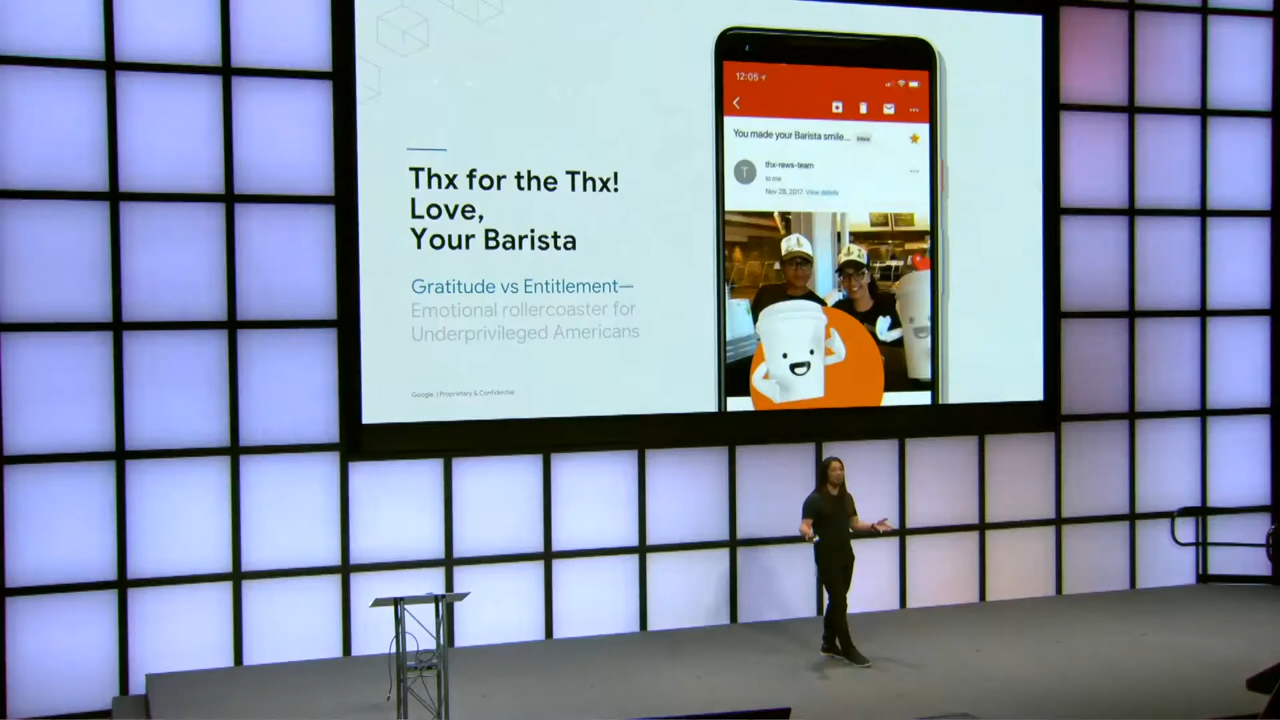 Thx for the Thx!
Love,
Your Barista
Gratitude vs Entitlement—
Emotional rollercoaster for
Underprivileged Americans
Google | Proprietary & Confidential
12:05
You made your Barista smile... Inbox
T
thx-news-team
to me
Nov 28, 2017 View details